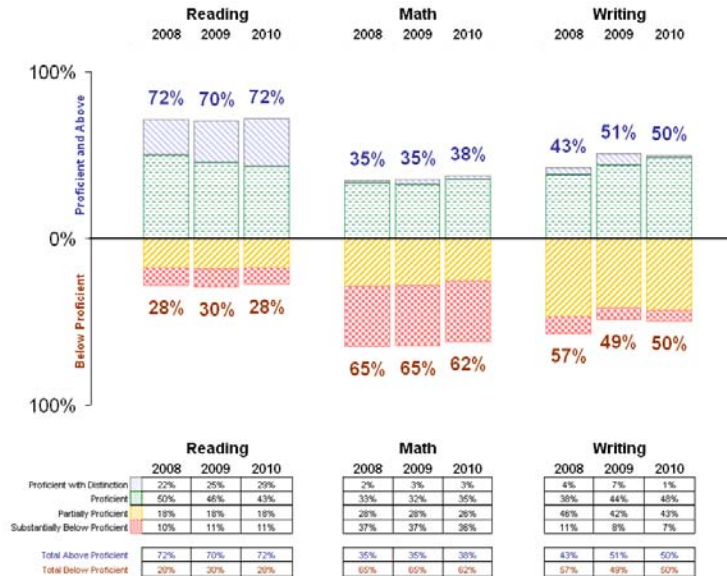 Reading Math Writing
2008 2009 2010 2008 2009 2010 2008 2009 2010
100%
72% 70% 72% 35% 35% 38% 43% 51% 50%
Proficient and Above
0%
Below Proficient
28% 30% 28% 65% 65% 62% 57% 49% 50%
100%
Reading Math Writing
2008 2009 2010 2008 2009 2010 2008 2009 2010
Proficient with Distinction 22% 25% 29% 2% 3% 3% 4% 7% 1%
Proficient 50% 46% 43% 33% 32% 35% 38% 44% 48%
Partially Proficient 18% 18% 18% 28% 28% 26% 46% 42% 43%
Substantially Below Proficient 10% 11% 11% 37% 37% 36% 11% 8% 7%
Total Above Proficient 72% 70% 72% 35% 35% 38% 43% 51% 50%
Total Below Proficient 28% 30% 28% 65% 65% 62% 57% 49% 50%